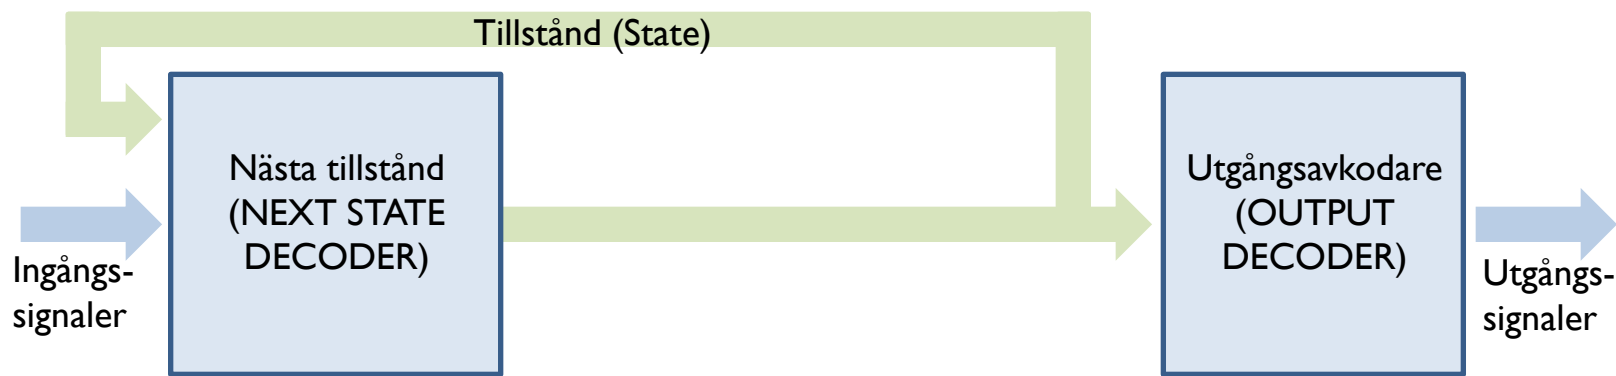 Tillstånd (State)
Nästa tillstånd
(NEXT STATE
DECODER)
Utgångsavkodare
(OUTPUT
DECODER)
Ingångs-
signaler
Utgångs-
signaler